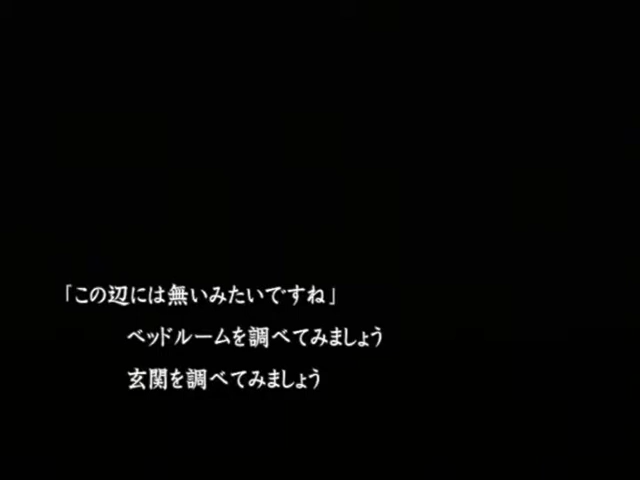 「この辺には無いみたいですね」
ベッドルームを調べてみましょう
玄関を調べてみましょう